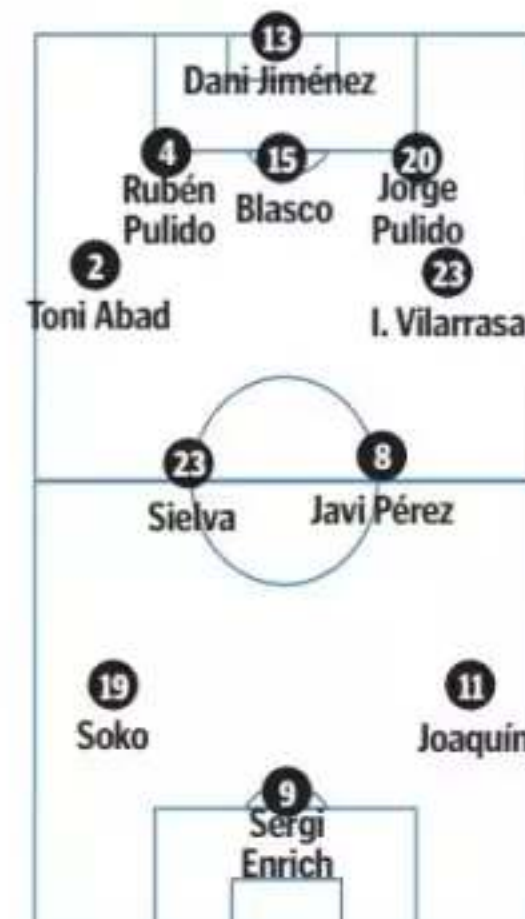 13
Dani Jiménez
4
Rubén
Pulido
15
Blasco
20
Jorge
Pulido
2
Toni Abad
23
I. Vilarrasa
23
Sielva
8
Javi Pérez
19
Soko
11
Joaquín
9
Sergi
Enrich